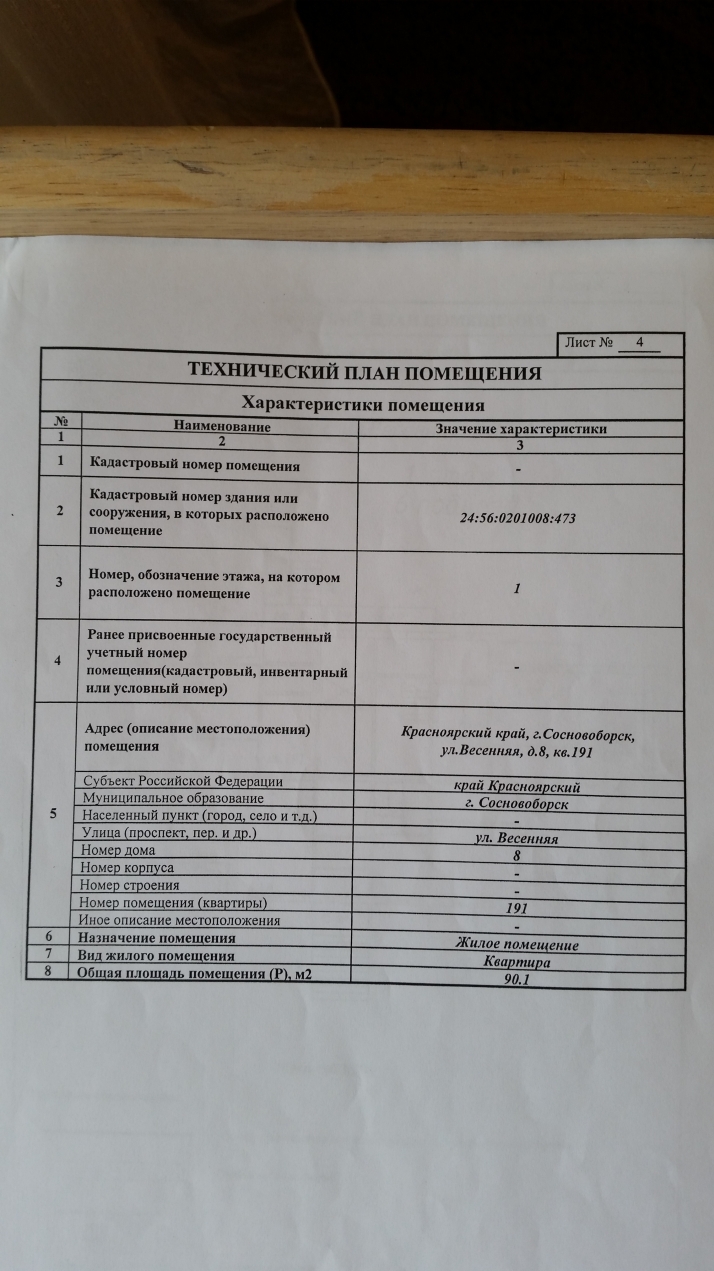 Лист № 4
ТЕХНИЧЕСКИЙ ПЛАН ПОМЕЩЕНИЯ
Характеристики помещения
№ Наименование Значение характеристики
1 2 3
1 Кадастровый номер помещения -
2 Кадастровый номер здания или
сооружения, в которых расположено
помещение
24:56:0201008:473
3 Номер, обозначение этажа, на котором
расположено помещение
1
4 Ранее присвоенные государственный
учетный номер
помещения(кадастровый, инвентарный
или условный номер)
-
5 Адрес (описание местоположения)
помещения
Красноярский край, г.Сосновоборск,
ул.Весенняя, д.8, кв.191
Субъект Российской Федерации край Красноярский
Муниципальное образование г. Сосновоборск
Населенный пункт (город, село и т.д.) -
Улица (проспект, пер. и др.) ул. Весенняя
Номер дома 8
Номер корпуса -
Номер строения -
Номер помещения (квартиры) 191
Иное описание местоположения -
6 Назначение помещения Жилое помещение
7 Вид жилого помещения Квартира
8 Общая площадь помещения (Р), м2 90.1